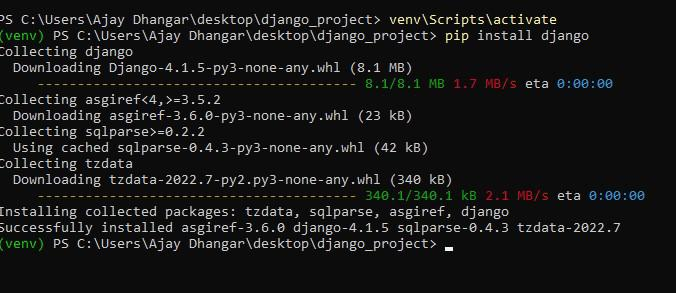 PS C:\Users\Ajay Dhangar\desktop\django_project> venv\Scripts\activate
(venv) PS C:\Users\Ajay Dhangar\desktop\django_project> pip install django
Collecting django
  Downloading Django-4.1.5-py3-none-any.whl (8.1 MB)
     ---------------------------------------- 8.1/8.1 MB 1.7 MB/s eta 0:00:00
Collecting asgiref<4,>=3.5.2
  Downloading asgiref-3.6.0-py3-none-any.whl (23 kB)
Collecting sqlparse>=0.2.2
  Using cached sqlparse-0.4.3-py3-none-any.whl (42 kB)
Collecting tzdata
  Downloading tzdata-2022.7-py2.py3-none-any.whl (340 kB)
     ---------------------------------------- 340.1/340.1 kB 2.1 MB/s eta 0:00:00
Installing collected packages: tzdata, sqlparse, asgiref, django
Successfully installed asgiref-3.6.0 django-4.1.5 sqlparse-0.4.3 tzdata-2022.7
(venv) PS C:\Users\Ajay Dhangar\desktop\django_project>